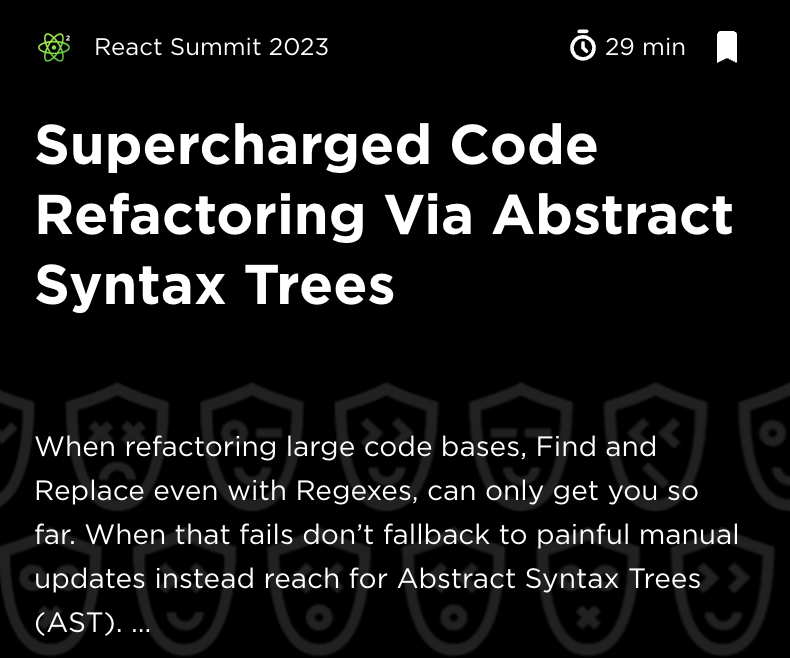 React Summit 2023
29 min
Supercharged Code
Refactoring Via Abstract
Syntax Trees
When refactoring large code bases, Find and
Replace even with Regexes, can only get you so
far. When that fails don’t fallback to painful manual
updates instead reach for Abstract Syntax Trees
(AST). ...